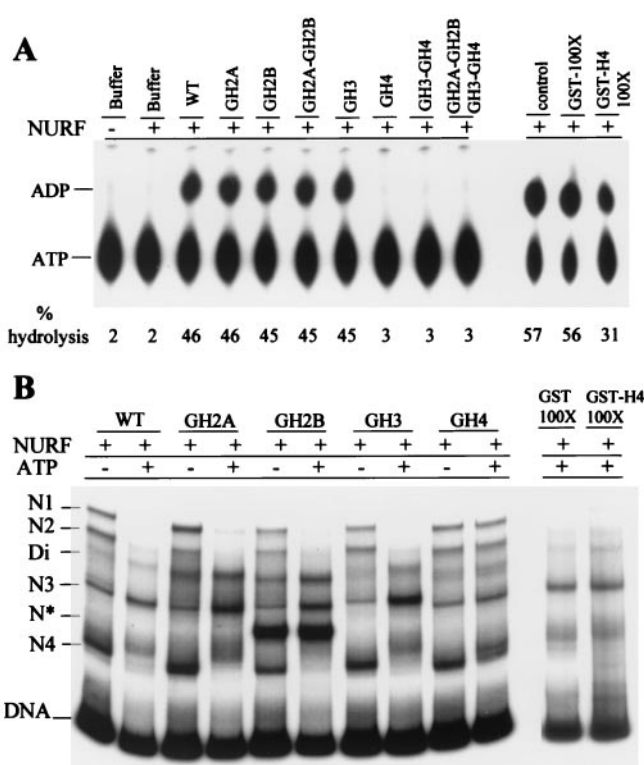 A
Buffer Buffer WT GH2A GH2B GH2A-GH2B GH3 GH4 GH3-GH4 GH2A-GH2B GH3-GH4 control GST-100X GST-H4 100X
NURF - + + + + + + + + + + + +
ADP
ATP
%
hydrolysis 2 2 46 46 45 45 45 3 3 3 57 56 31
B
GST GST-H4
WT GH2A GH2B GH3 GH4 100X 100X
NURF + + + + + + + + + + + +
ATP - + - + - + - + - + + +
N1
N2
Di
N3
N*
N4
DNA